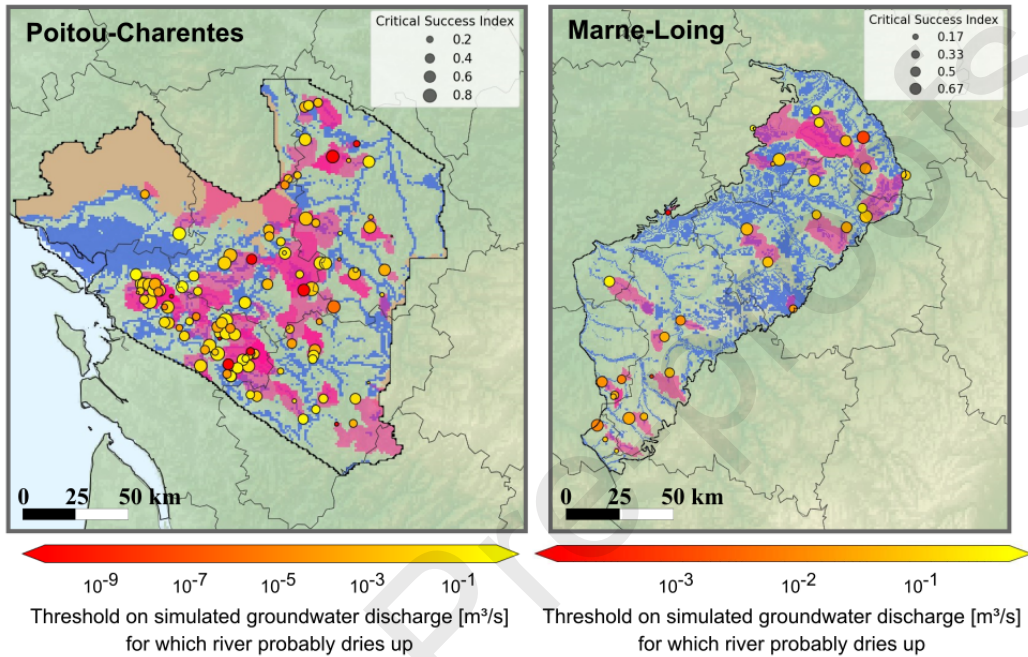 Poitou-Charentes
Critical Success Index
0.2
0.4
0.6
0.8
0 25 50 km
10⁻⁹ 10⁻⁷ 10⁻⁵ 10⁻³ 10⁻¹
Threshold on simulated groundwater discharge [m³/s]
for which river probably dries up
Marne-Loing
Critical Success Index
0.17
0.33
0.5
0.67
0 25 50 km
10⁻³ 10⁻² 10⁻¹
Threshold on simulated groundwater discharge [m³/s]
for which river probably dries up
Preprints